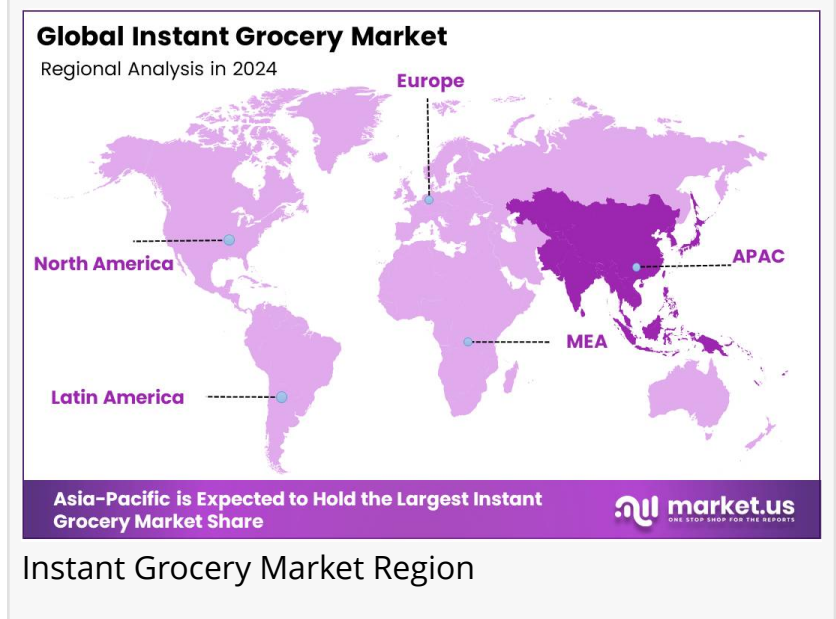 Global Instant Grocery Market
Regional Analysis in 2024
Europe
North America
APAC
MEA
Latin America
Asia-Pacific is Expected to Hold the Largest Instant
Grocery Market Share
market.us
ONE STOP SHOP FOR THE REPORTS
Instant Grocery Market Region